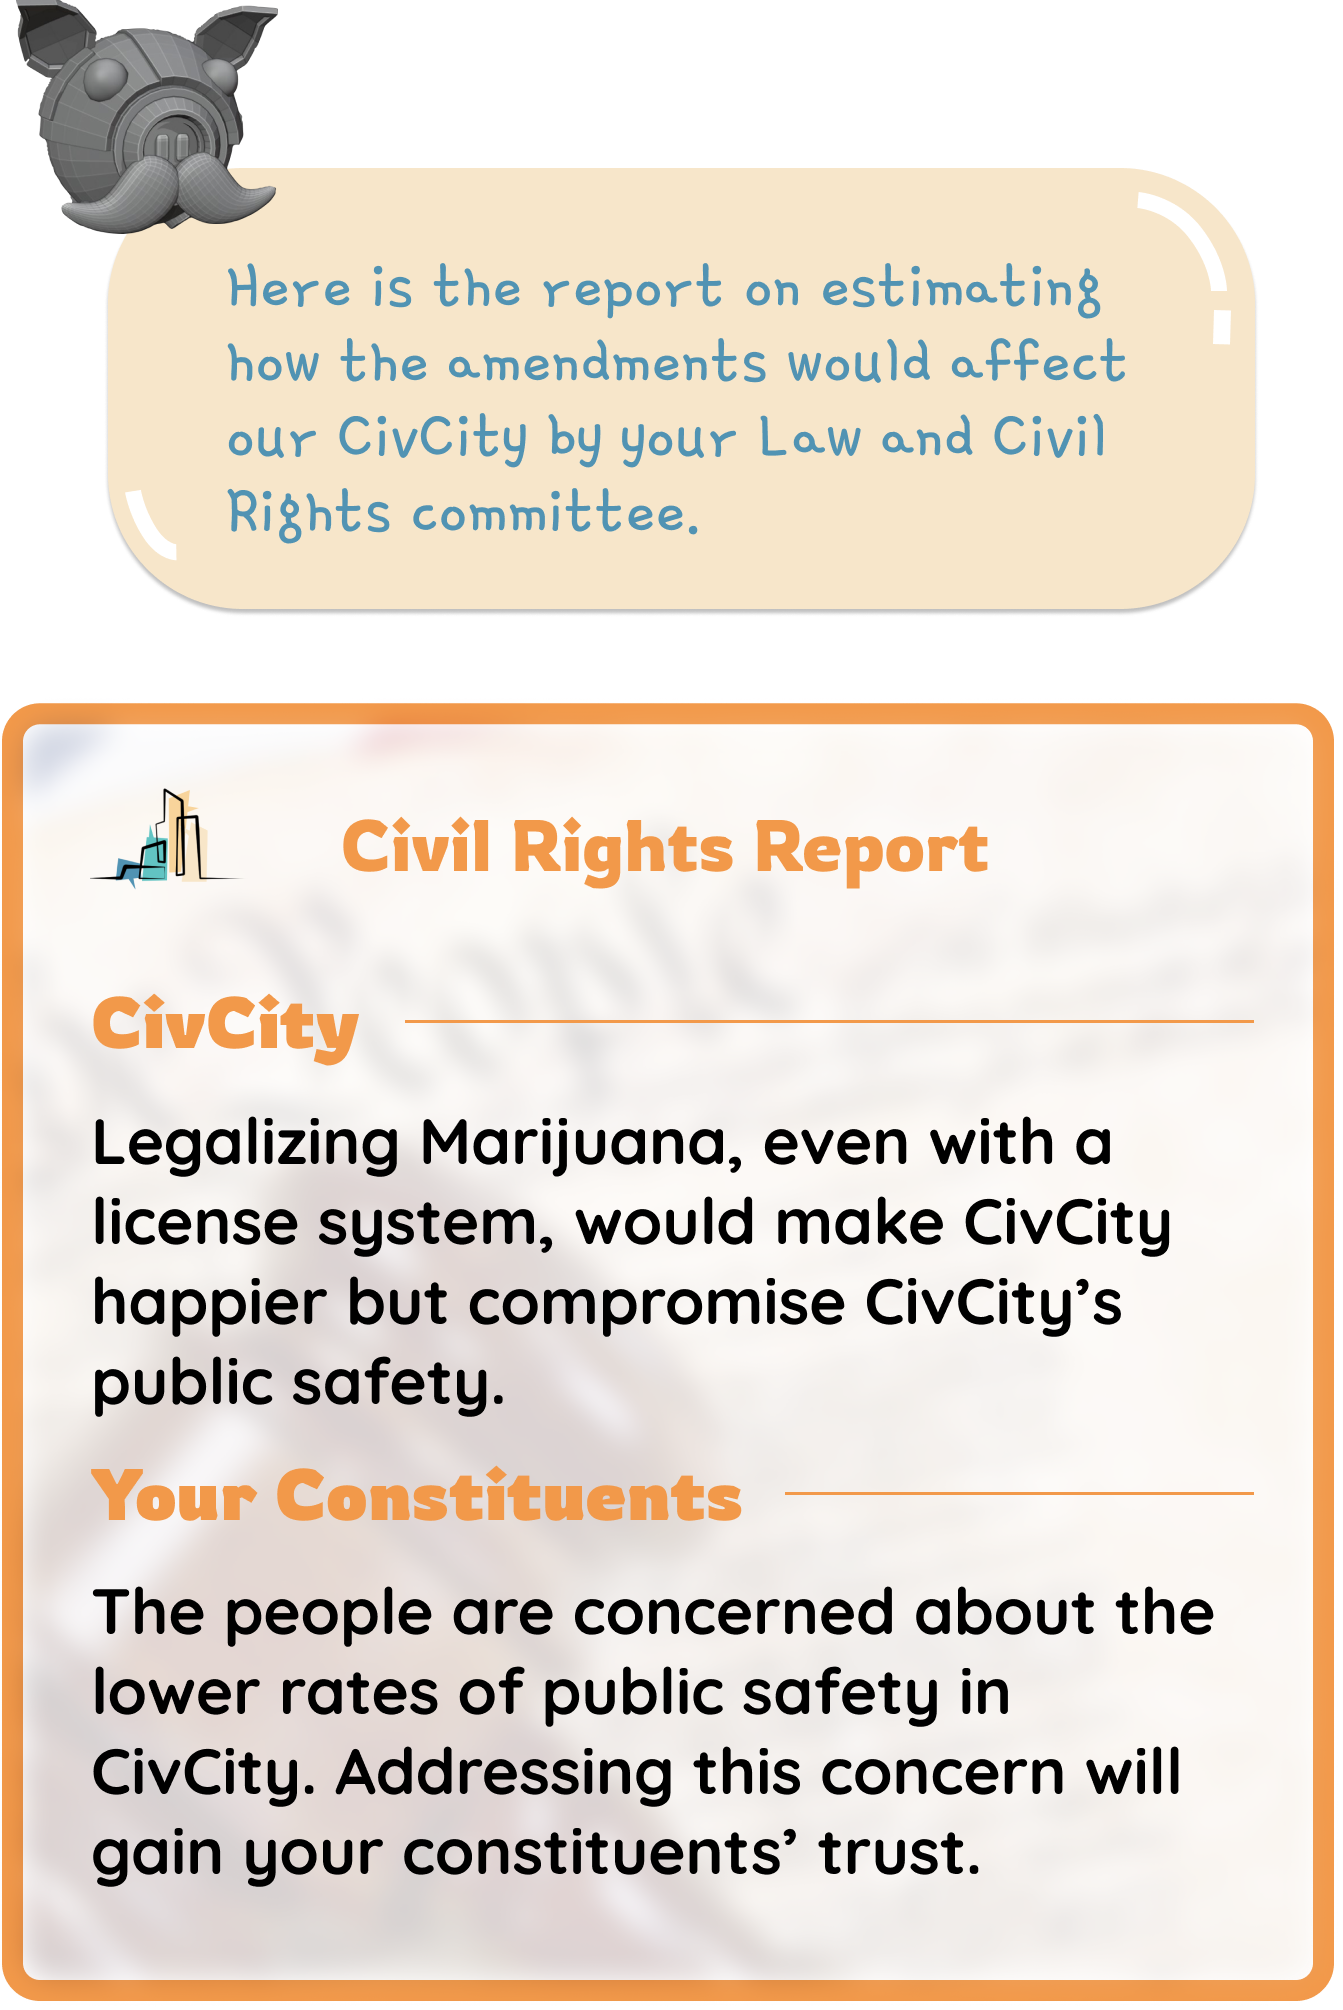 Here is the report on estimating
how the amendments would affect
our CivCity by your Law and Civil
Rights committee.
Civil Rights Report
CivCity
Legalizing Marijuana, even with a
license system, would make CivCity
happier but compromise CivCity’s
public safety.
Your Constituents
The people are concerned about the
lower rates of public safety in
CivCity. Addressing this concern will
gain your constituents’ trust.